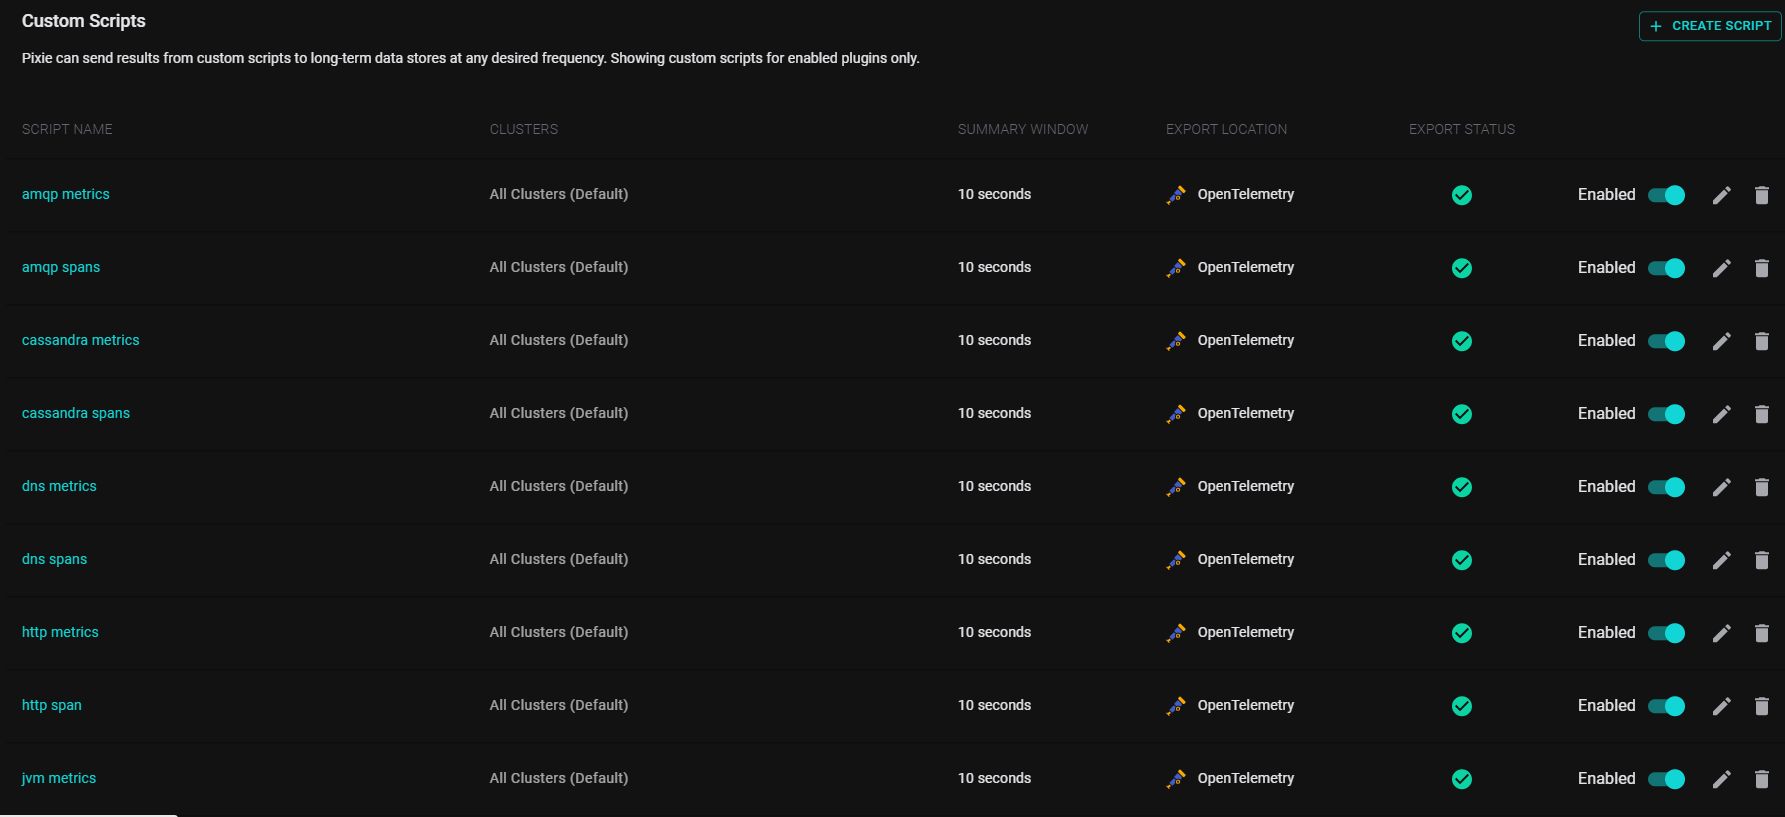 Custom Scripts
+ CREATE SCRIPT
Pixie can send results from custom scripts to long-term data stores at any desired frequency. Showing custom scripts for enabled plugins only.
SCRIPT NAME CLUSTERS SUMMARY WINDOW EXPORT LOCATION EXPORT STATUS
amqp metrics All Clusters (Default) 10 seconds OpenTelemetry Enabled
amqp spans All Clusters (Default) 10 seconds OpenTelemetry Enabled
cassandra metrics All Clusters (Default) 10 seconds OpenTelemetry Enabled
cassandra spans All Clusters (Default) 10 seconds OpenTelemetry Enabled
dns metrics All Clusters (Default) 10 seconds OpenTelemetry Enabled
dns spans All Clusters (Default) 10 seconds OpenTelemetry Enabled
http metrics All Clusters (Default) 10 seconds OpenTelemetry Enabled
http span All Clusters (Default) 10 seconds OpenTelemetry Enabled
jvm metrics All Clusters (Default) 10 seconds OpenTelemetry Enabled